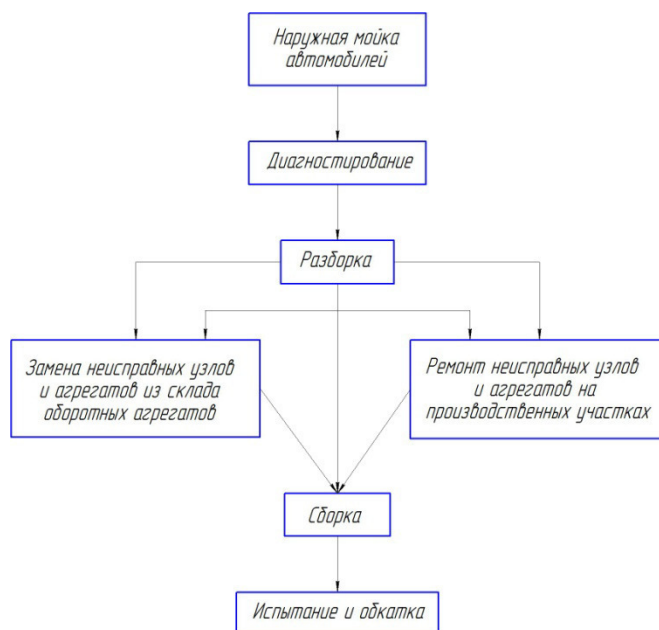 Наружная мойка
автомобилей
Диагностирование
Разборка
Замена неисправных узлов
и агрегатов из склада
оборотных агрегатов
Ремонт неисправных узлов
и агрегатов на
производственных участках
Сборка
Испытание и обкатка